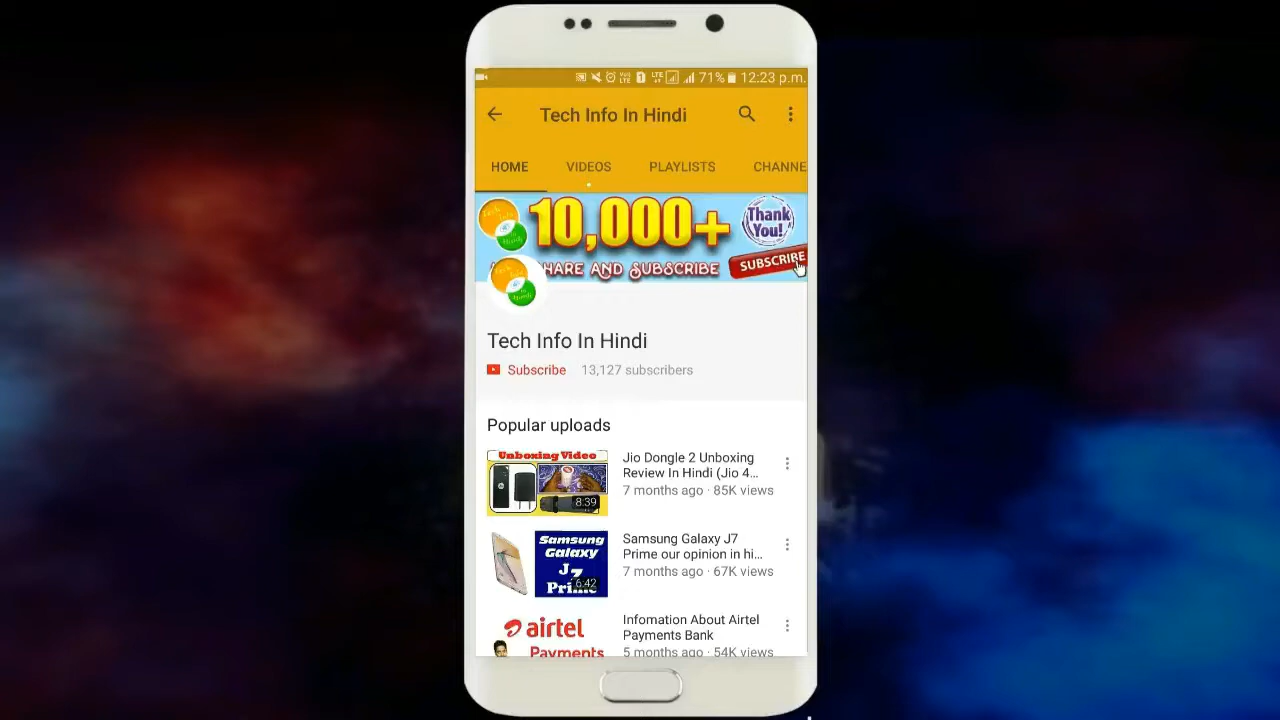 71% 12:23 p.m.
Tech Info In Hindi
HOME VIDEOS PLAYLISTS CHANNE
10,000+
Thank You!
HARE AND SUBSCRIBE
SUBSCRIBE
Tech Info In Hindi
Subscribe 13,127 subscribers
Popular uploads
Unboxing Video
8:39
Jio Dongle 2 Unboxing
Review In Hindi (Jio 4...
7 months ago · 85K views
Samsung
Galaxy
J7
Prime
6:42
Samsung Galaxy J7
Prime our opinion in hi...
7 months ago · 67K views
airtel
Payments
Infomation About Airtel
Payments Bank
5 months ago · 54K views